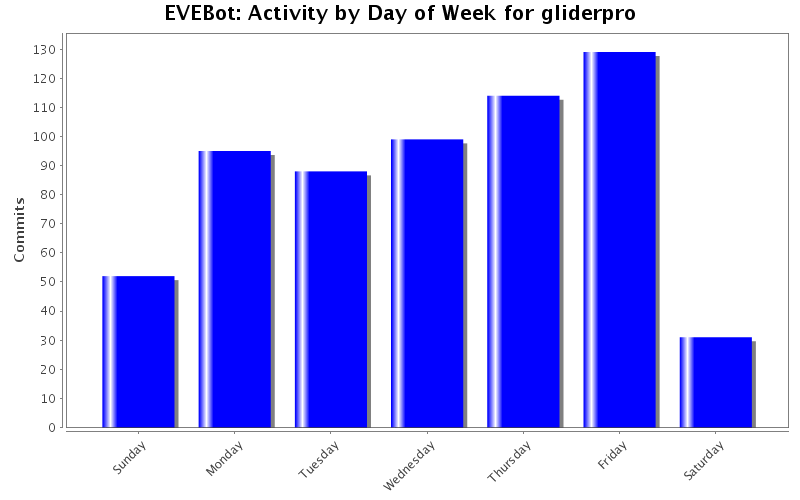 EVEBot: Activity by Day of Week for gliderpro
130
120
110
100
90
80
70
60
50
40
30
20
10
0
Commits
Sunday
Monday
Tuesday
Wednesday
Thursday
Friday
Saturday